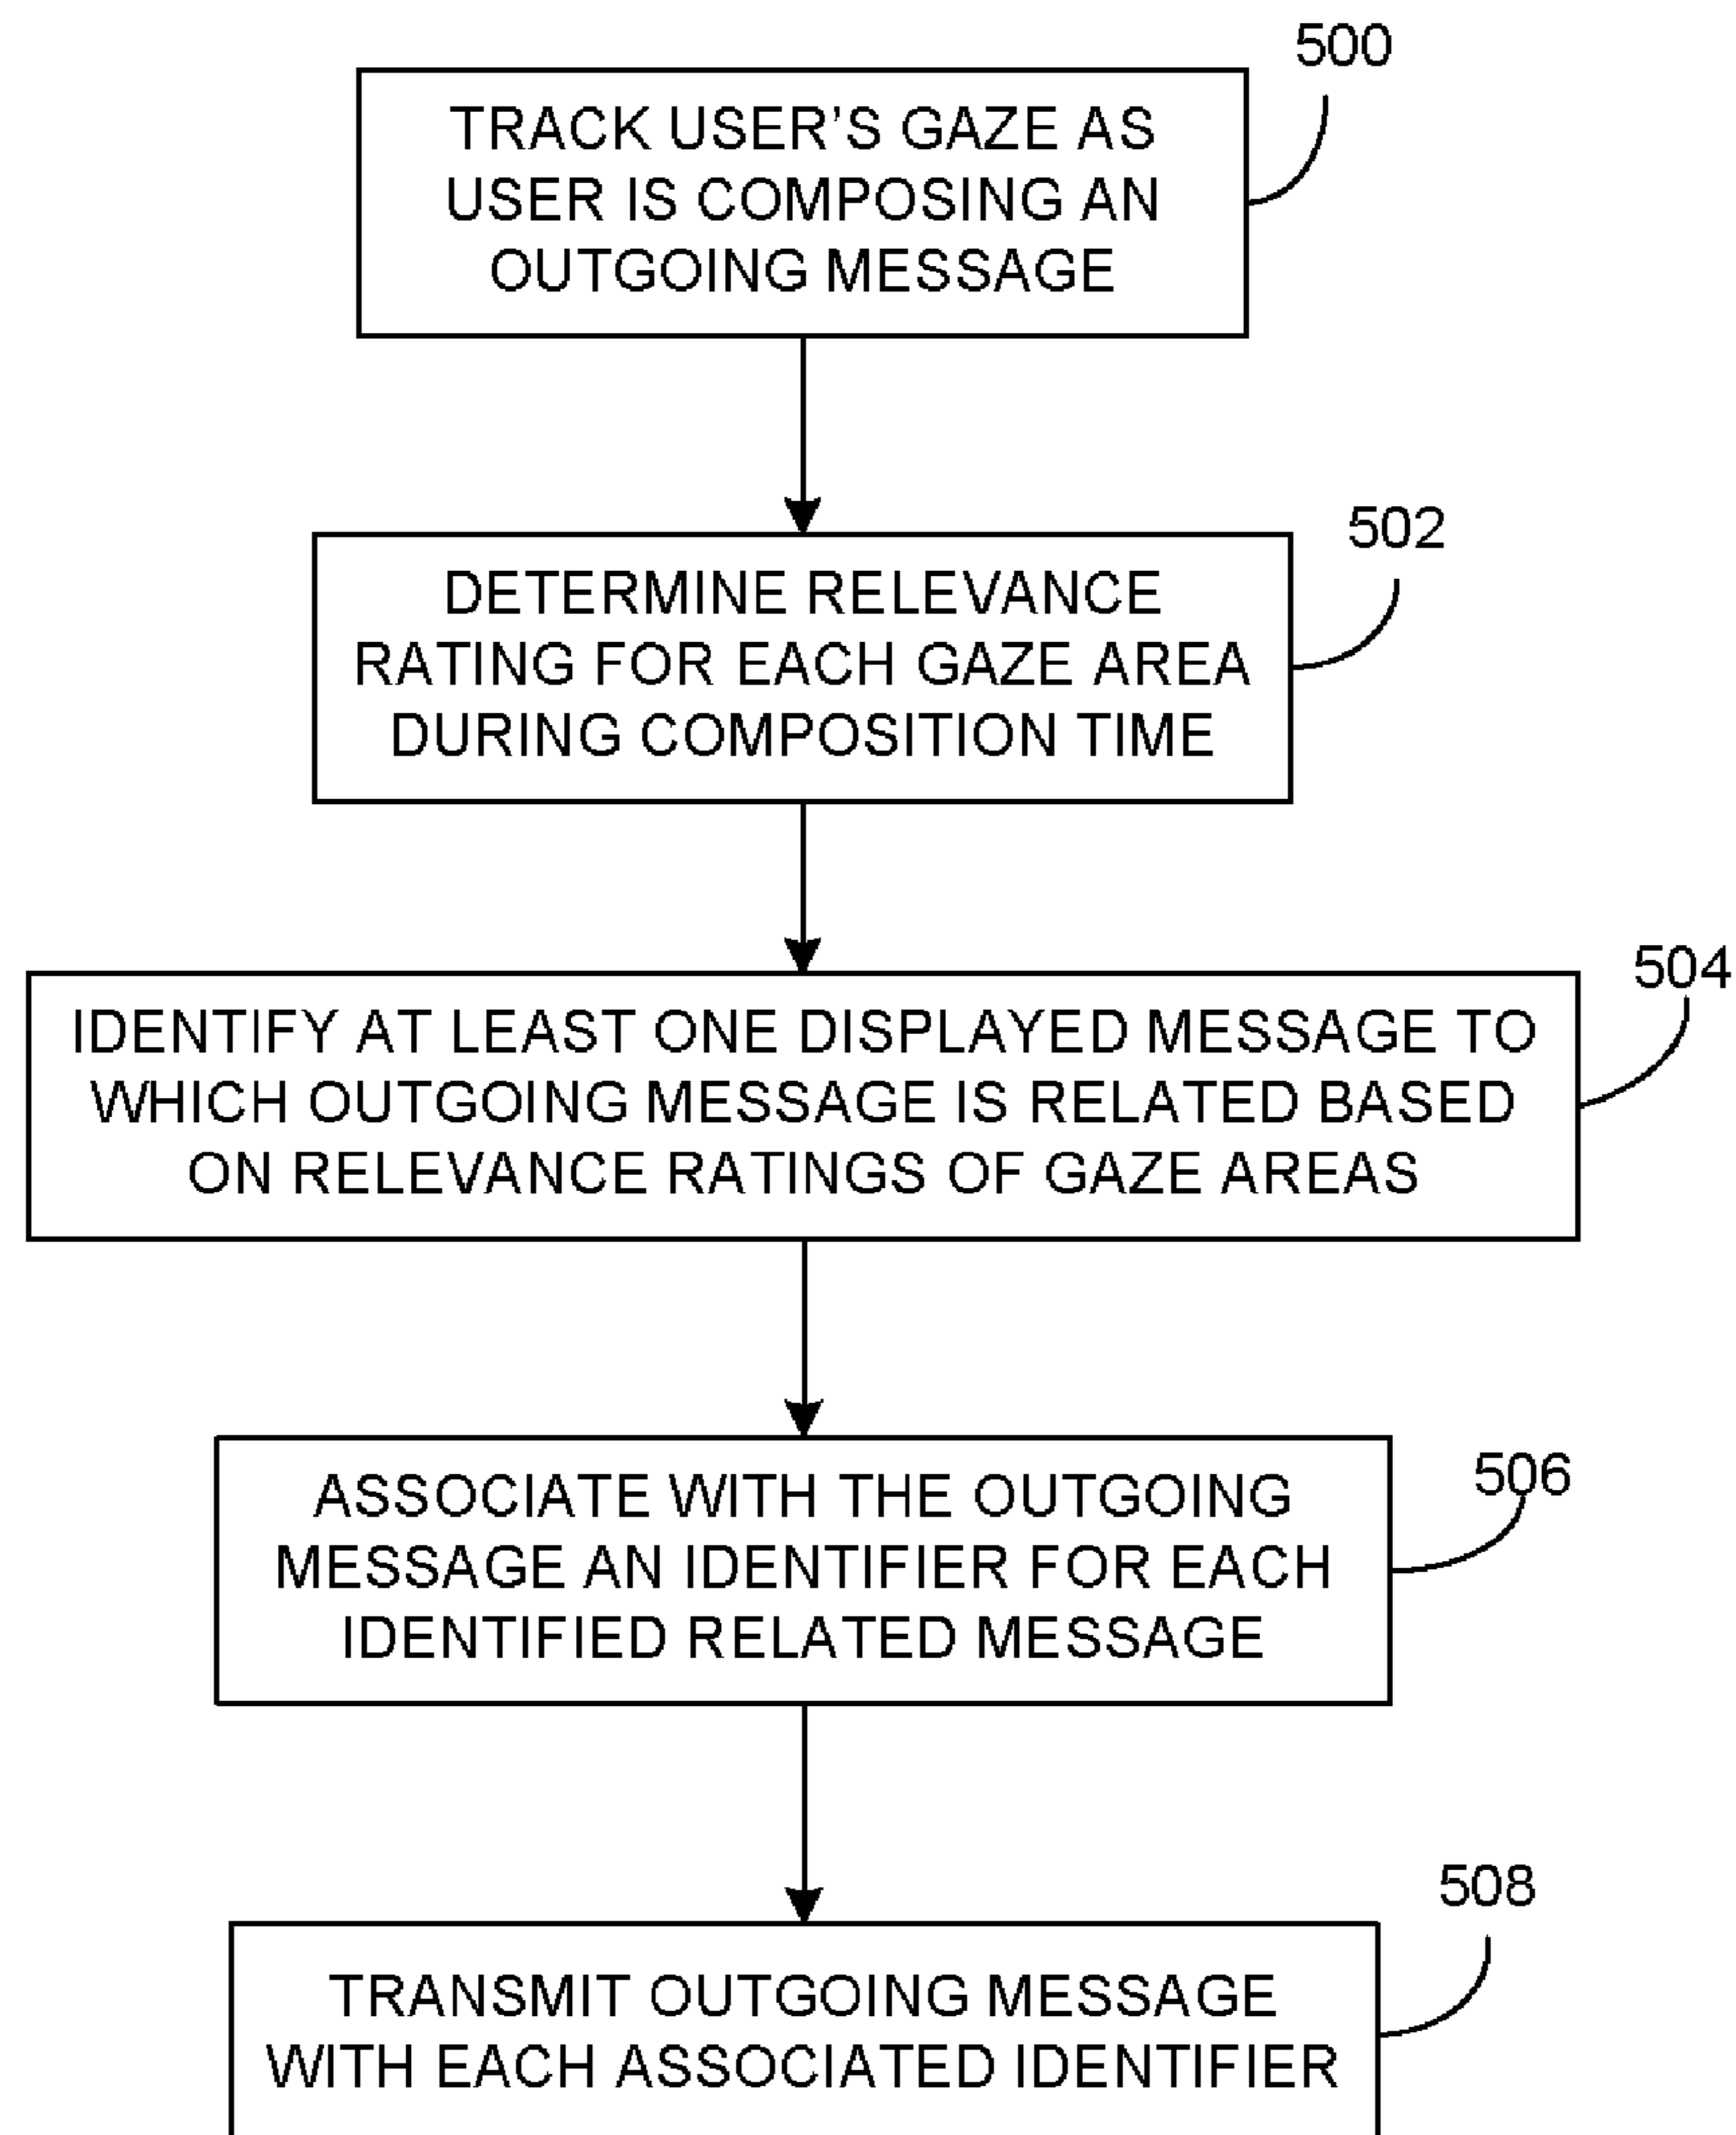 500
TRACK USER'S GAZE AS
USER IS COMPOSING AN
OUTGOING MESSAGE
502
DETERMINE RELEVANCE
RATING FOR EACH GAZE AREA
DURING COMPOSITION TIME
504
IDENTIFY AT LEAST ONE DISPLAYED MESSAGE TO
WHICH OUTGOING MESSAGE IS RELATED BASED
ON RELEVANCE RATINGS OF GAZE AREAS
506
ASSOCIATE WITH THE OUTGOING
MESSAGE AN IDENTIFIER FOR EACH
IDENTIFIED RELATED MESSAGE
508
TRANSMIT OUTGOING MESSAGE
WITH EACH ASSOCIATED IDENTIFIER